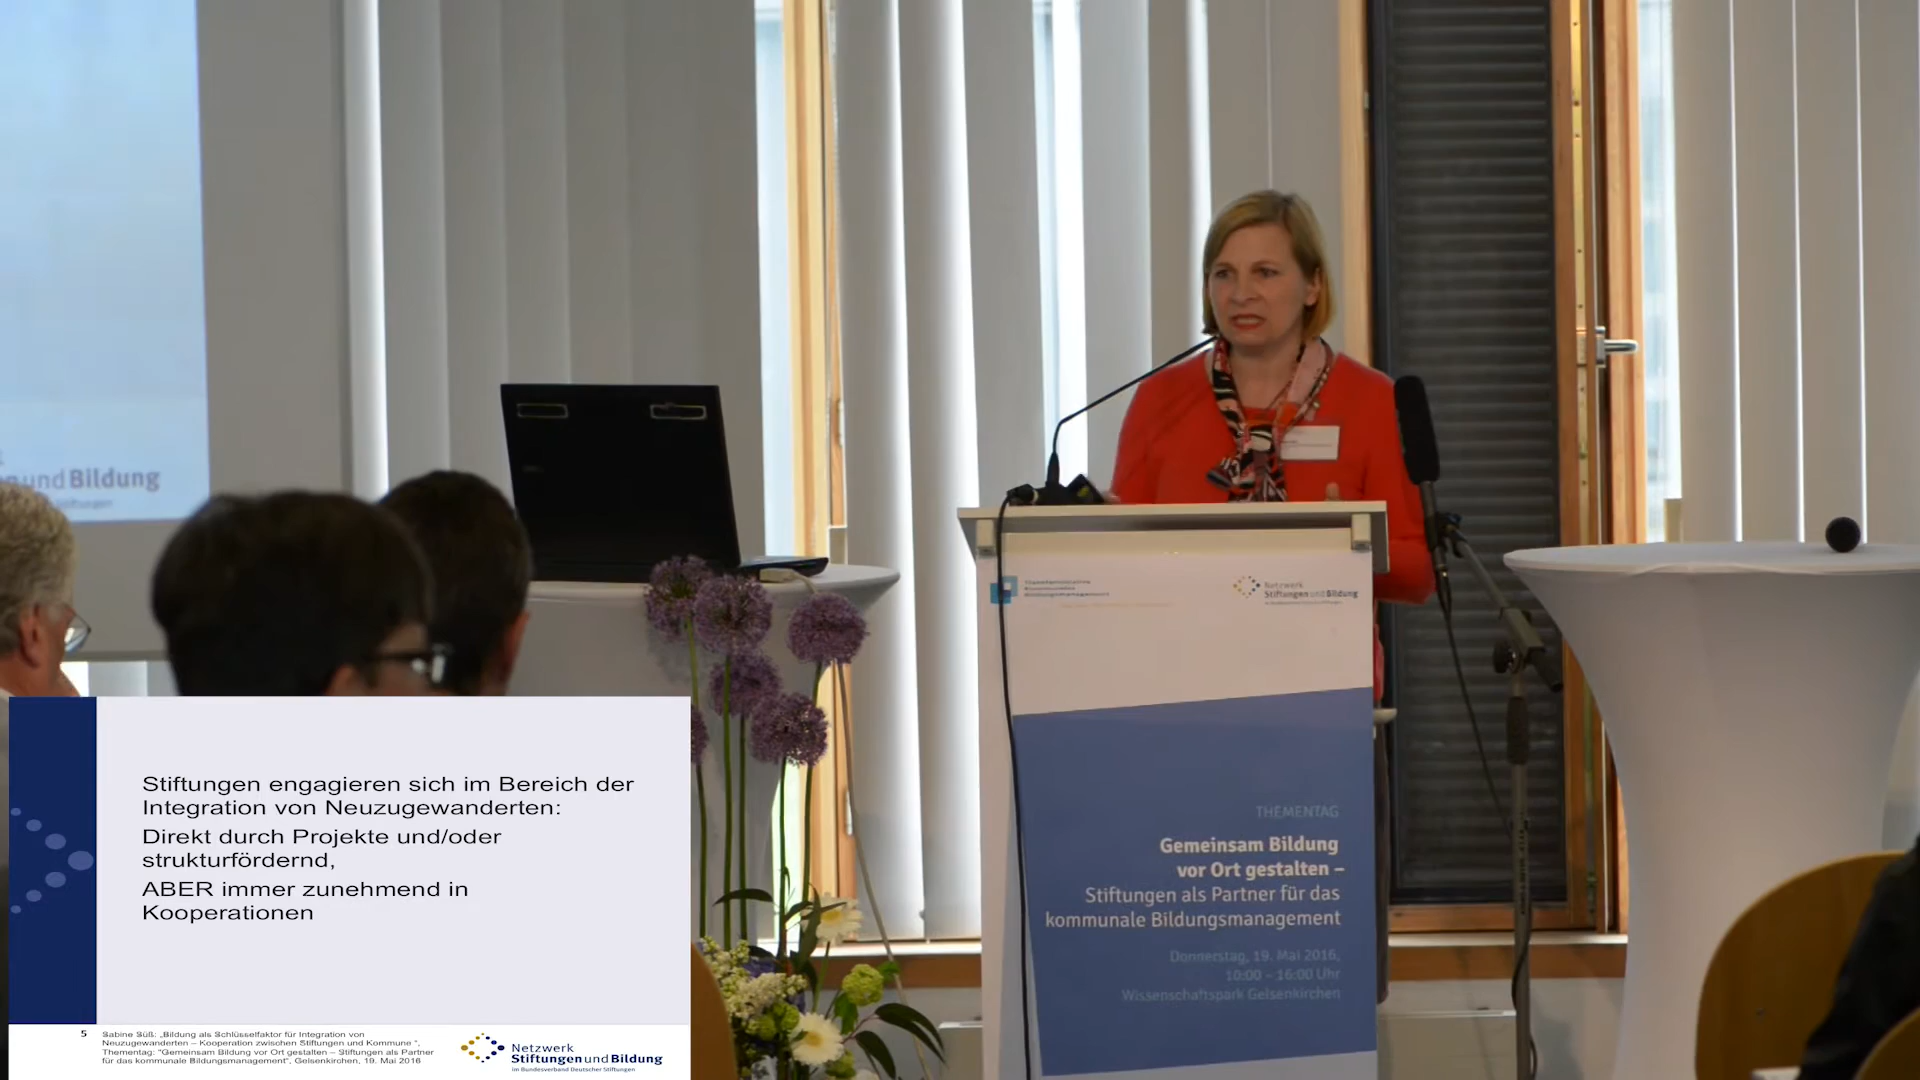 und Bildung
Netzwerk
Stiftungen und Bildung
THEMENTAG
Gemeinsam Bildung
vor Ort gestalten –
Stiftungen als Partner für das
kommunale Bildungsmanagement
Donnerstag, 19. Mai 2016,
10:00 – 16:00 Uhr
Wissenschaftspark Gelsenkirchen
Stiftungen engagieren sich im Bereich der
Integration von Neuzugewanderten:
Direkt durch Projekte und/oder
strukturfördernd,
ABER immer zunehmend in
Kooperationen
5
Sabine Süß: „Bildung als Schlüsselfaktor für Integration von
Neuzugewanderten – Kooperation zwischen Stiftungen und Kommune “,
Thementag: "Gemeinsam Bildung vor Ort gestalten – Stiftungen als Partner
für das kommunale Bildungsmanagement", Gelsenkirchen, 19. Mai 2016
Netzwerk
Stiftungen und Bildung
im Bundesverband Deutscher Stiftungen